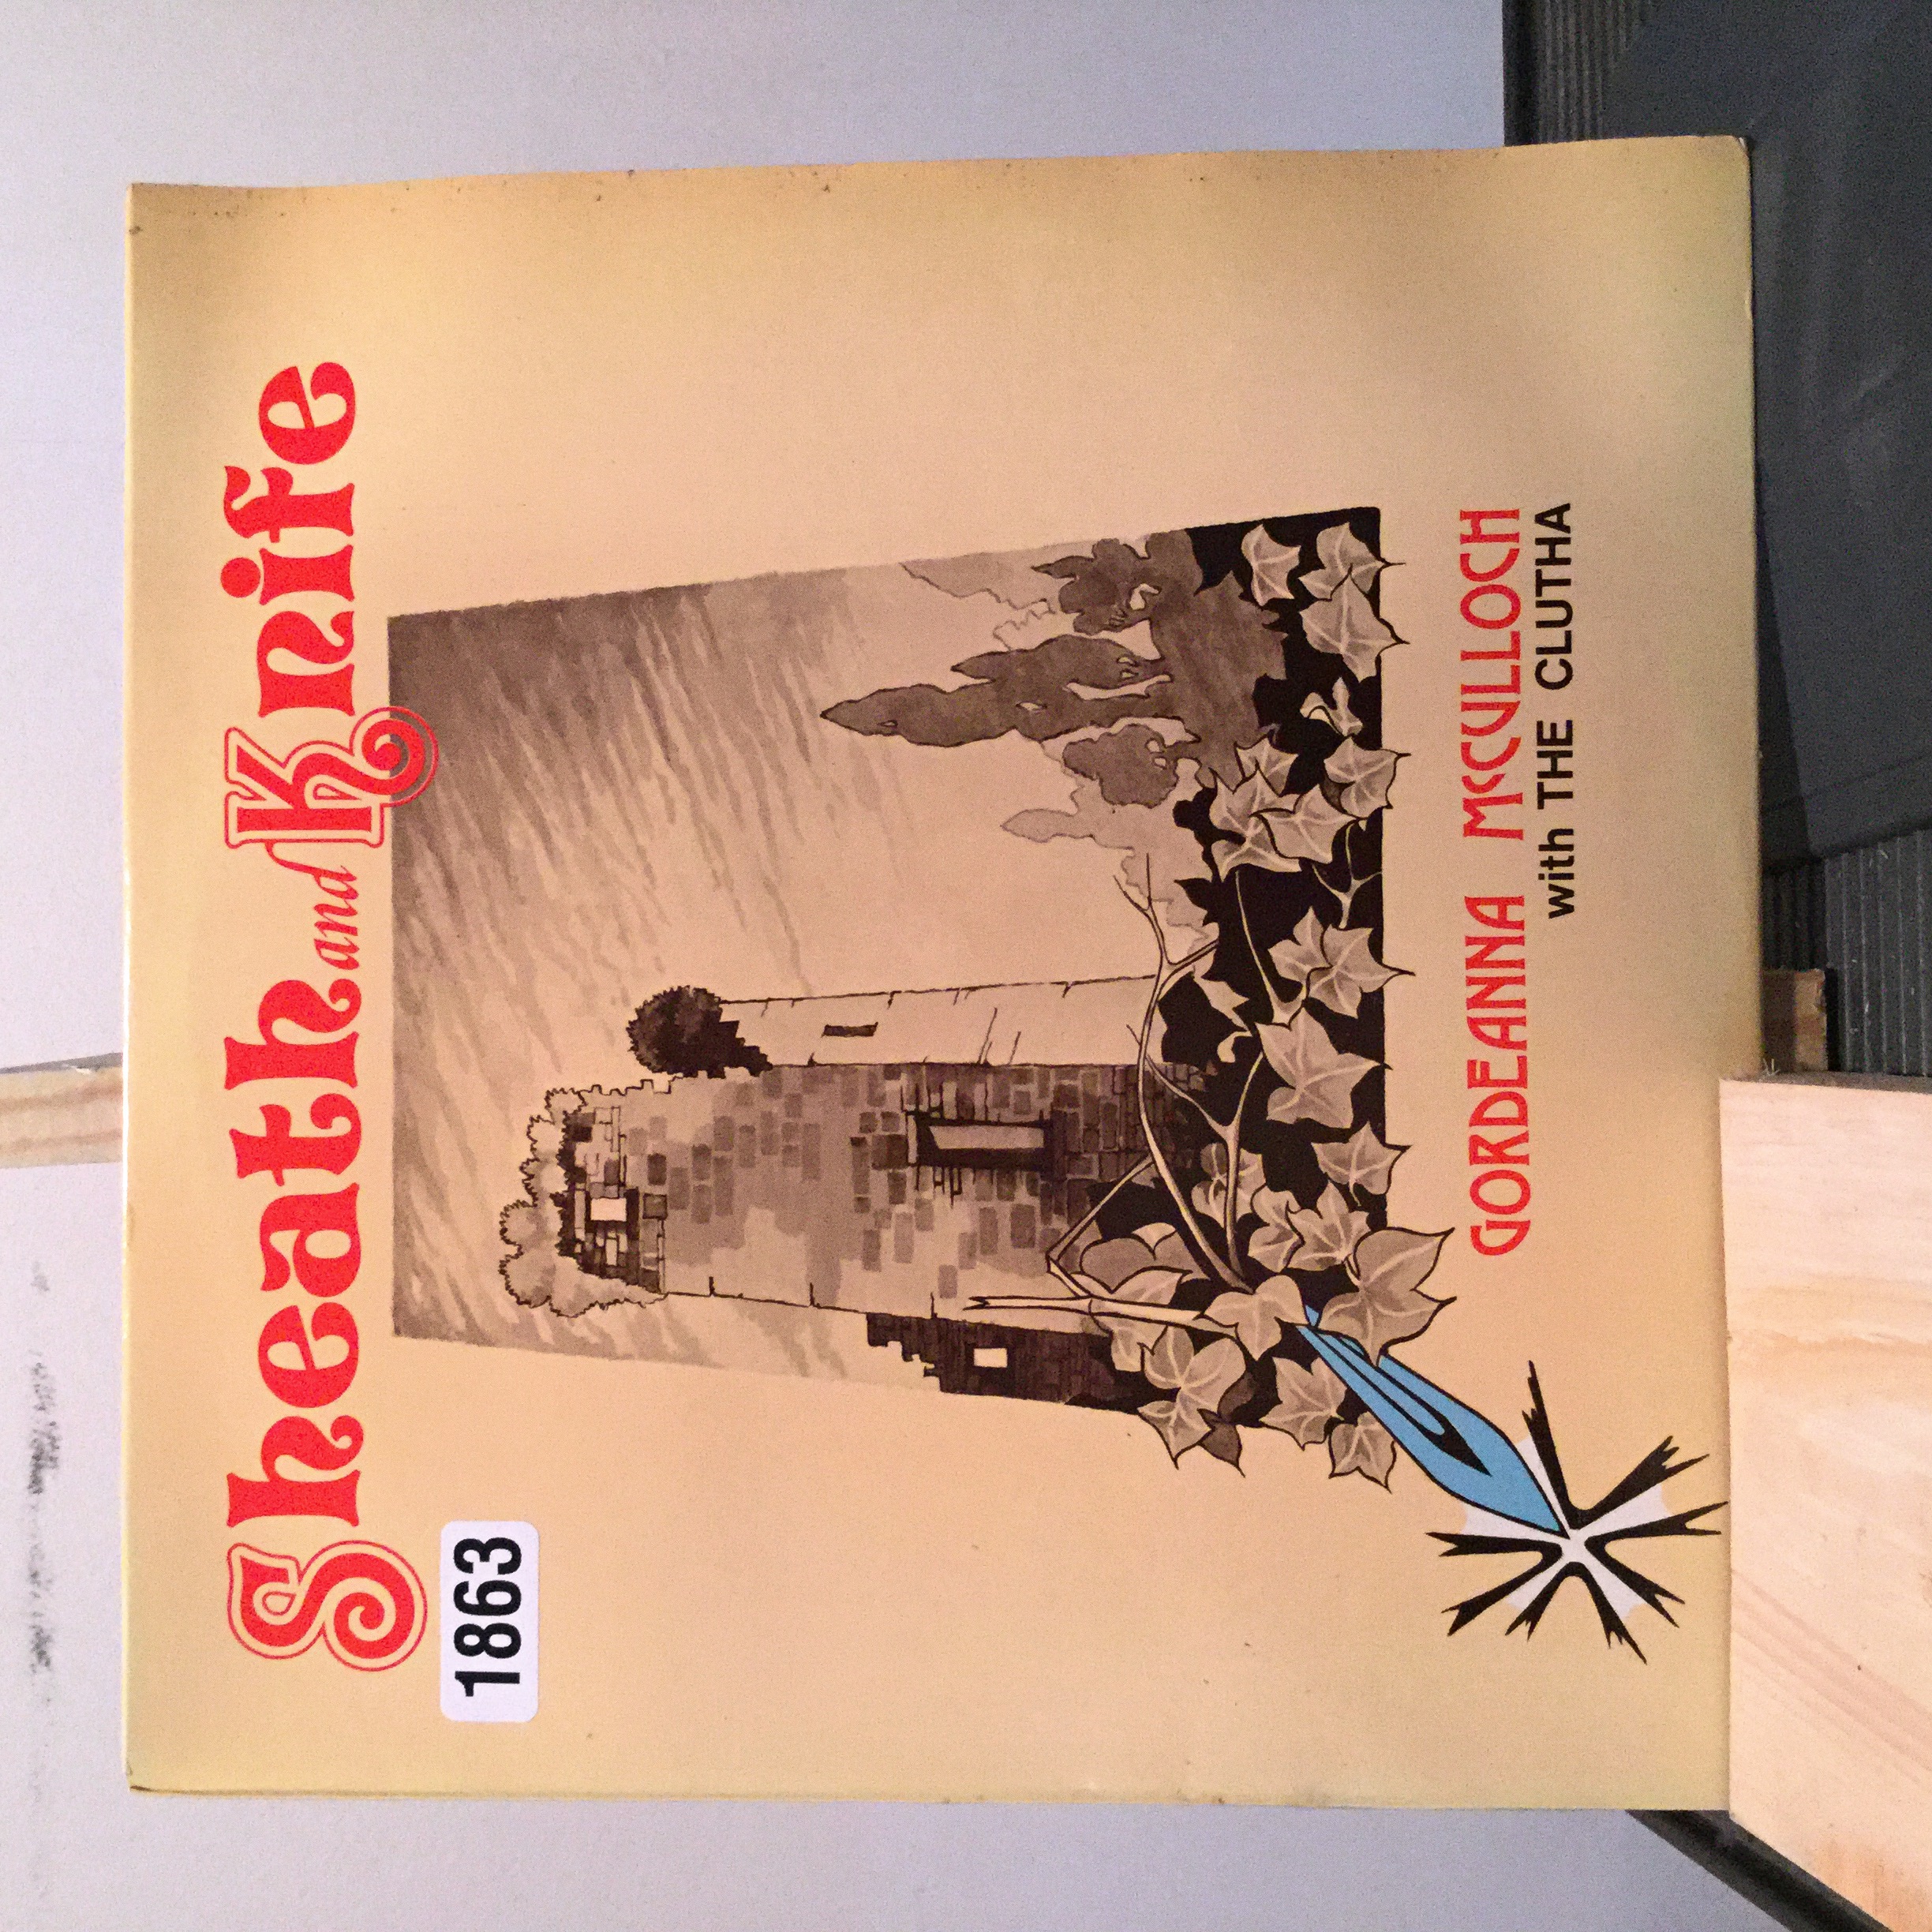 Sheath and Knife
1863
GORDEANNA McCULLOCH
with THE CLUTHA